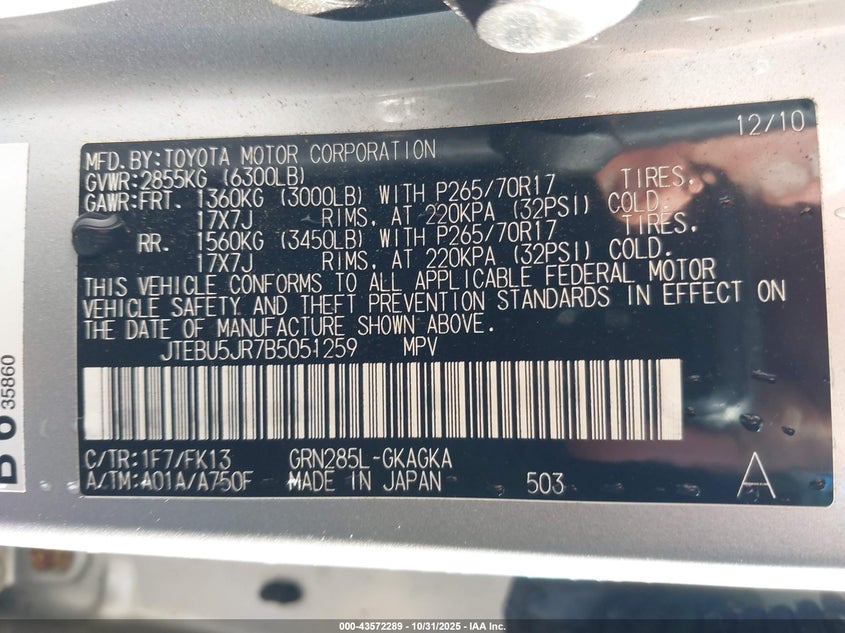 12/10
MFD. BY:TOYOTA MOTOR CORPORATION
GVWR:2855KG (6300LB)
GAWR:FRT. 1360KG (3000LB) WITH P265/70R17 TIRES,
17X7J RIMS, AT 220KPA (32PSI) COLD.
RR. 1560KG (3450LB) WITH P265/70R17 TIRES,
17X7J RIMS, AT 220KPA (32PSI) COLD.
THIS VEHICLE CONFORMS TO ALL APPLICABLE FEDERAL MOTOR
VEHICLE SAFETY AND THEFT PREVENTION STANDARDS IN EFFECT ON
THE DATE OF MANUFACTURE SHOWN ABOVE.
JTEBU5JR7B5051259 MPV
C/TR:1F7/FK13 GRN285L-GKAGKA
A/TM:A01A/A750F MADE IN JAPAN 503
A
35860
000-43572289 - 10/31/2025 - IAA Inc.